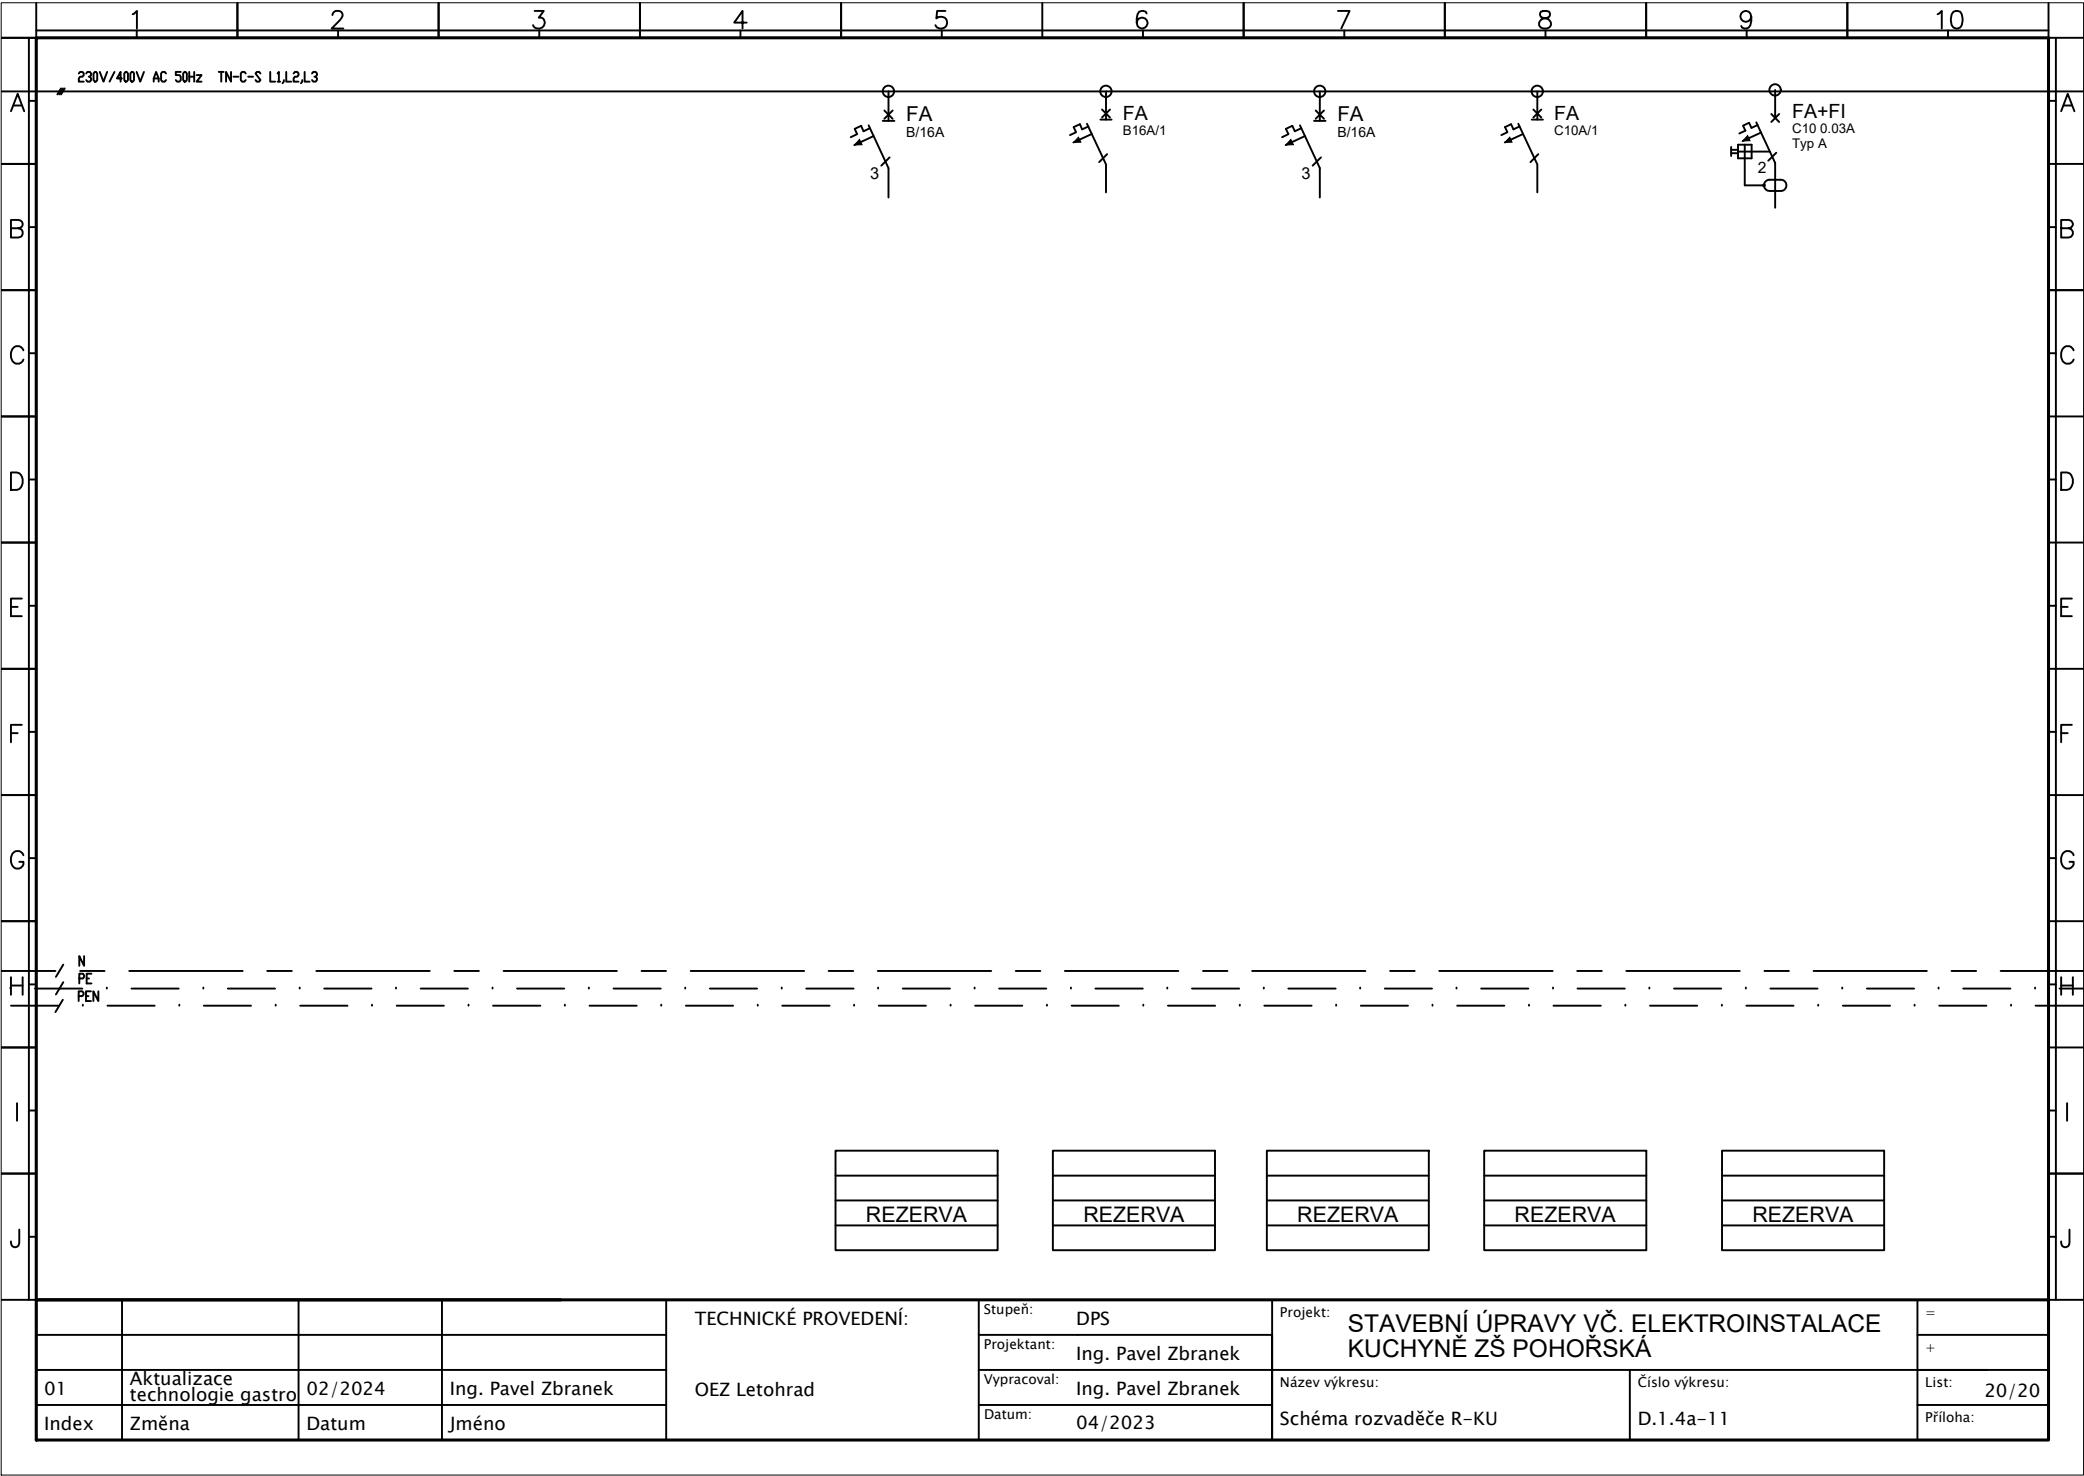 1 2 3 4 5 6 7 8 9 10
230V/400V AC 50Hz TN-C-S L1,L2,L3
A A
FA
B/16A
3
FA
B16A/1
FA
B/16A
3
FA
C10A/1
FA+FI
C10 0.03A
Typ A
2
B B
C C
D D
E E
F F
G G
N
PE
PEN
H H
I I
REZERVA REZERVA REZERVA REZERVA REZERVA
J J
01 Aktualizace technologie gastro 02/2024 Ing. Pavel Zbranek
Index Změna Datum Jméno
TECHNICKÉ PROVEDENÍ:
OEZ Letohrad
Stupeň: DPS
Projektant: Ing. Pavel Zbranek
Vypracoval: Ing. Pavel Zbranek
Datum: 04/2023
Projekt: STAVEBNÍ ÚPRAVY VČ. ELEKTROINSTALACE
KUCHYNĚ ZŠ POHOŘSKÁ
Název výkresu:
Schéma rozvaděče R-KU
Číslo výkresu:
D.1.4a-11
=
+
List: 20/20
Příloha: